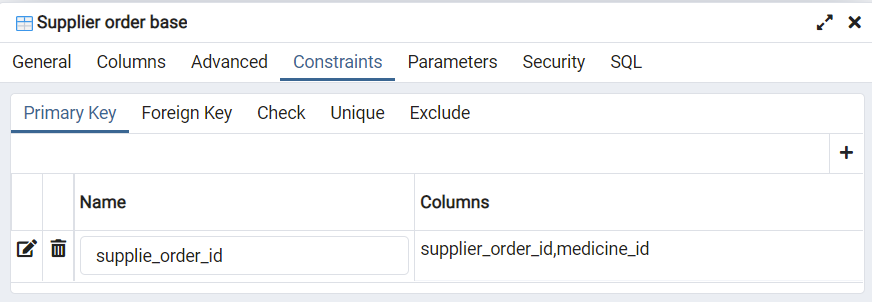 Supplier order base
General Columns Advanced Constraints Parameters Security SQL
Primary Key Foreign Key Check Unique Exclude
Name Columns
supplie_order_id supplier_order_id,medicine_id